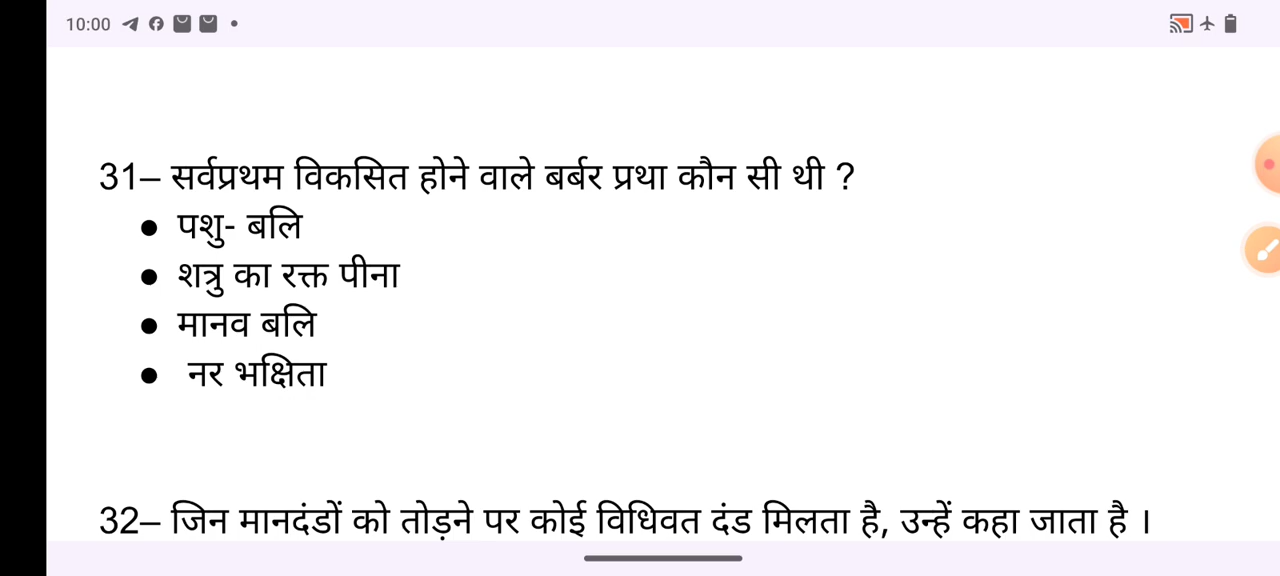 10:00
31– सर्वप्रथम विकसित होने वाले बर्बर प्रथा कौन सी थी ?
● पशु- बलि
● शत्रु का रक्त पीना
● मानव बलि
● नर भक्षिता
32– जिन मानदंडों को तोड़ने पर कोई विधिवत दंड मिलता है, उन्हें कहा जाता है ।